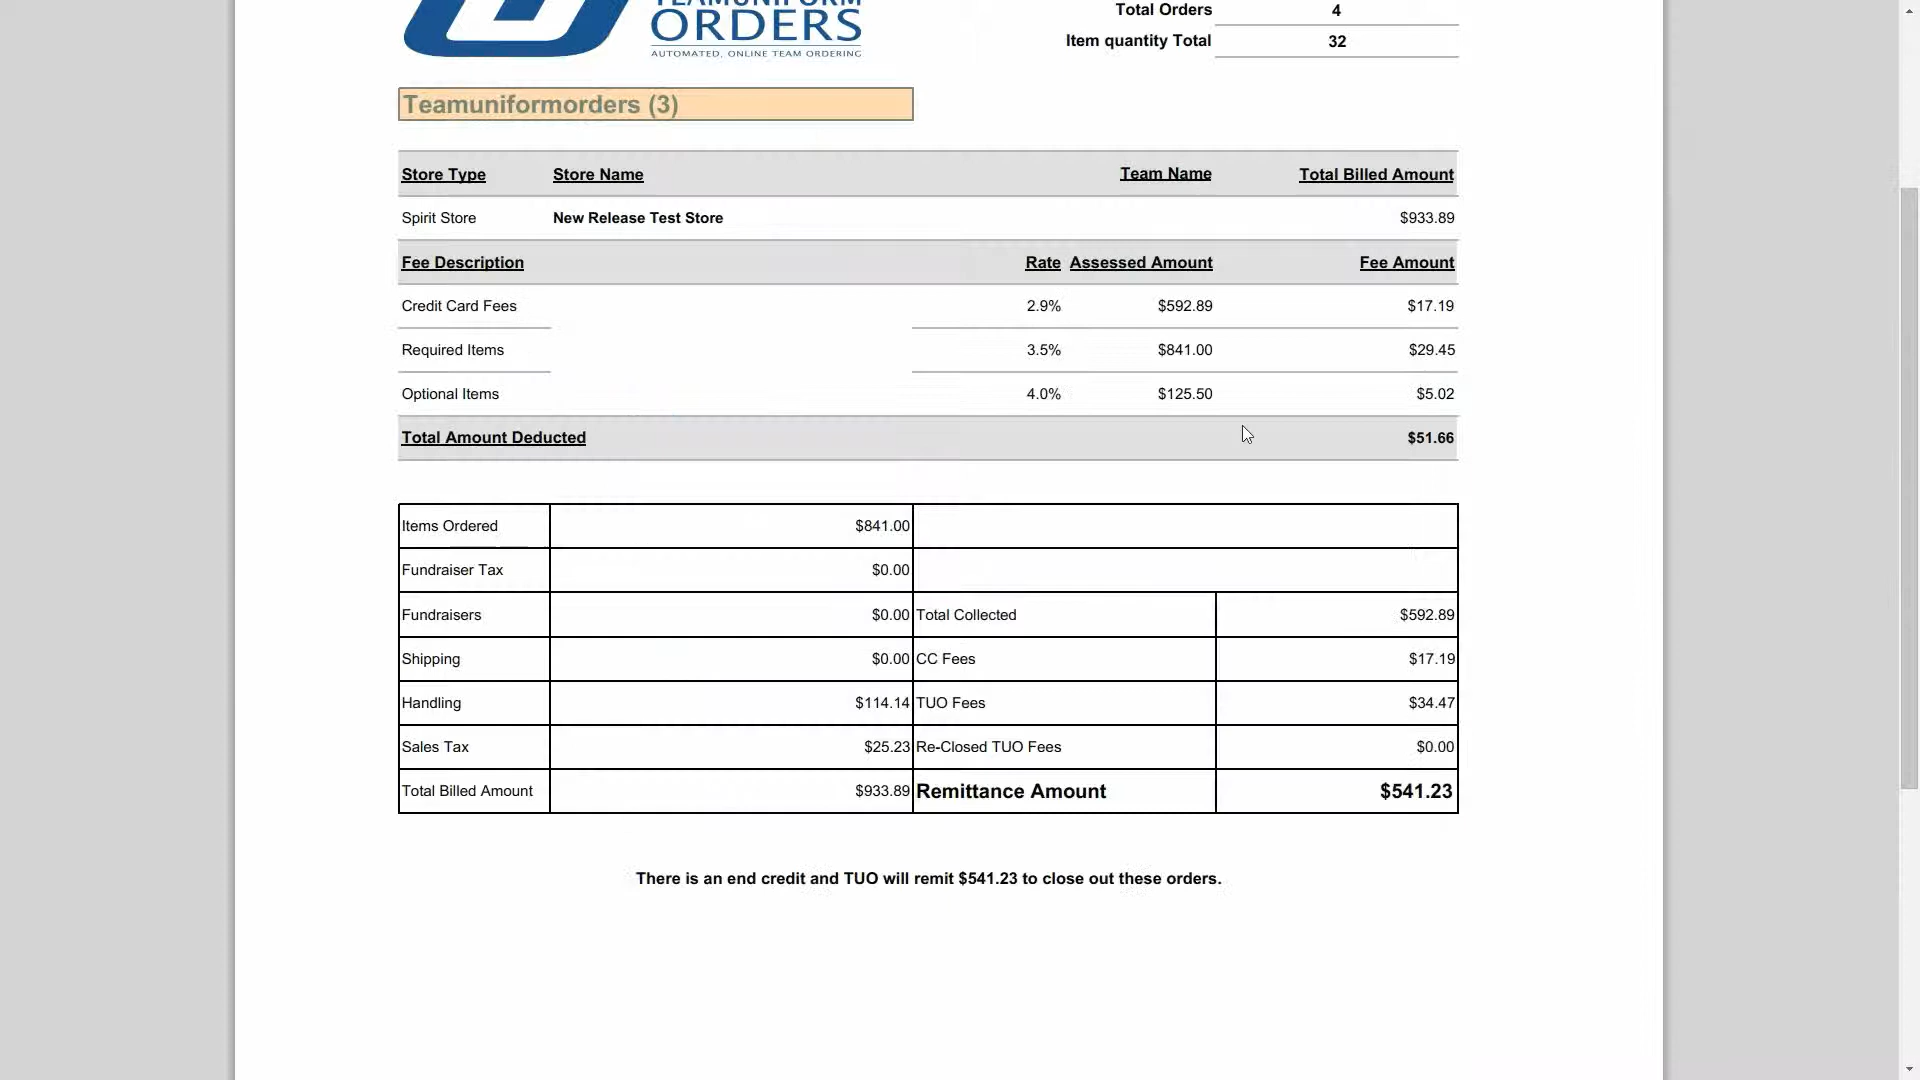 TEAMUNIFORM
ORDERS
AUTOMATED, ONLINE TEAM ORDERING
Total Orders 4
Item quantity Total 32
Teamuniformorders (3)
Store Type Store Name Team Name Total Billed Amount
Spirit Store New Release Test Store $933.89
Fee Description Rate Assessed Amount Fee Amount
Credit Card Fees 2.9% $592.89 $17.19
Required Items 3.5% $841.00 $29.45
Optional Items 4.0% $125.50 $5.02
Total Amount Deducted $51.66
Items Ordered $841.00
Fundraiser Tax $0.00
Fundraisers $0.00 Total Collected $592.89
Shipping $0.00 CC Fees $17.19
Handling $114.14 TUO Fees $34.47
Sales Tax $25.23 Re-Closed TUO Fees $0.00
Total Billed Amount $933.89 Remittance Amount $541.23
There is an end credit and TUO will remit $541.23 to close out these orders.